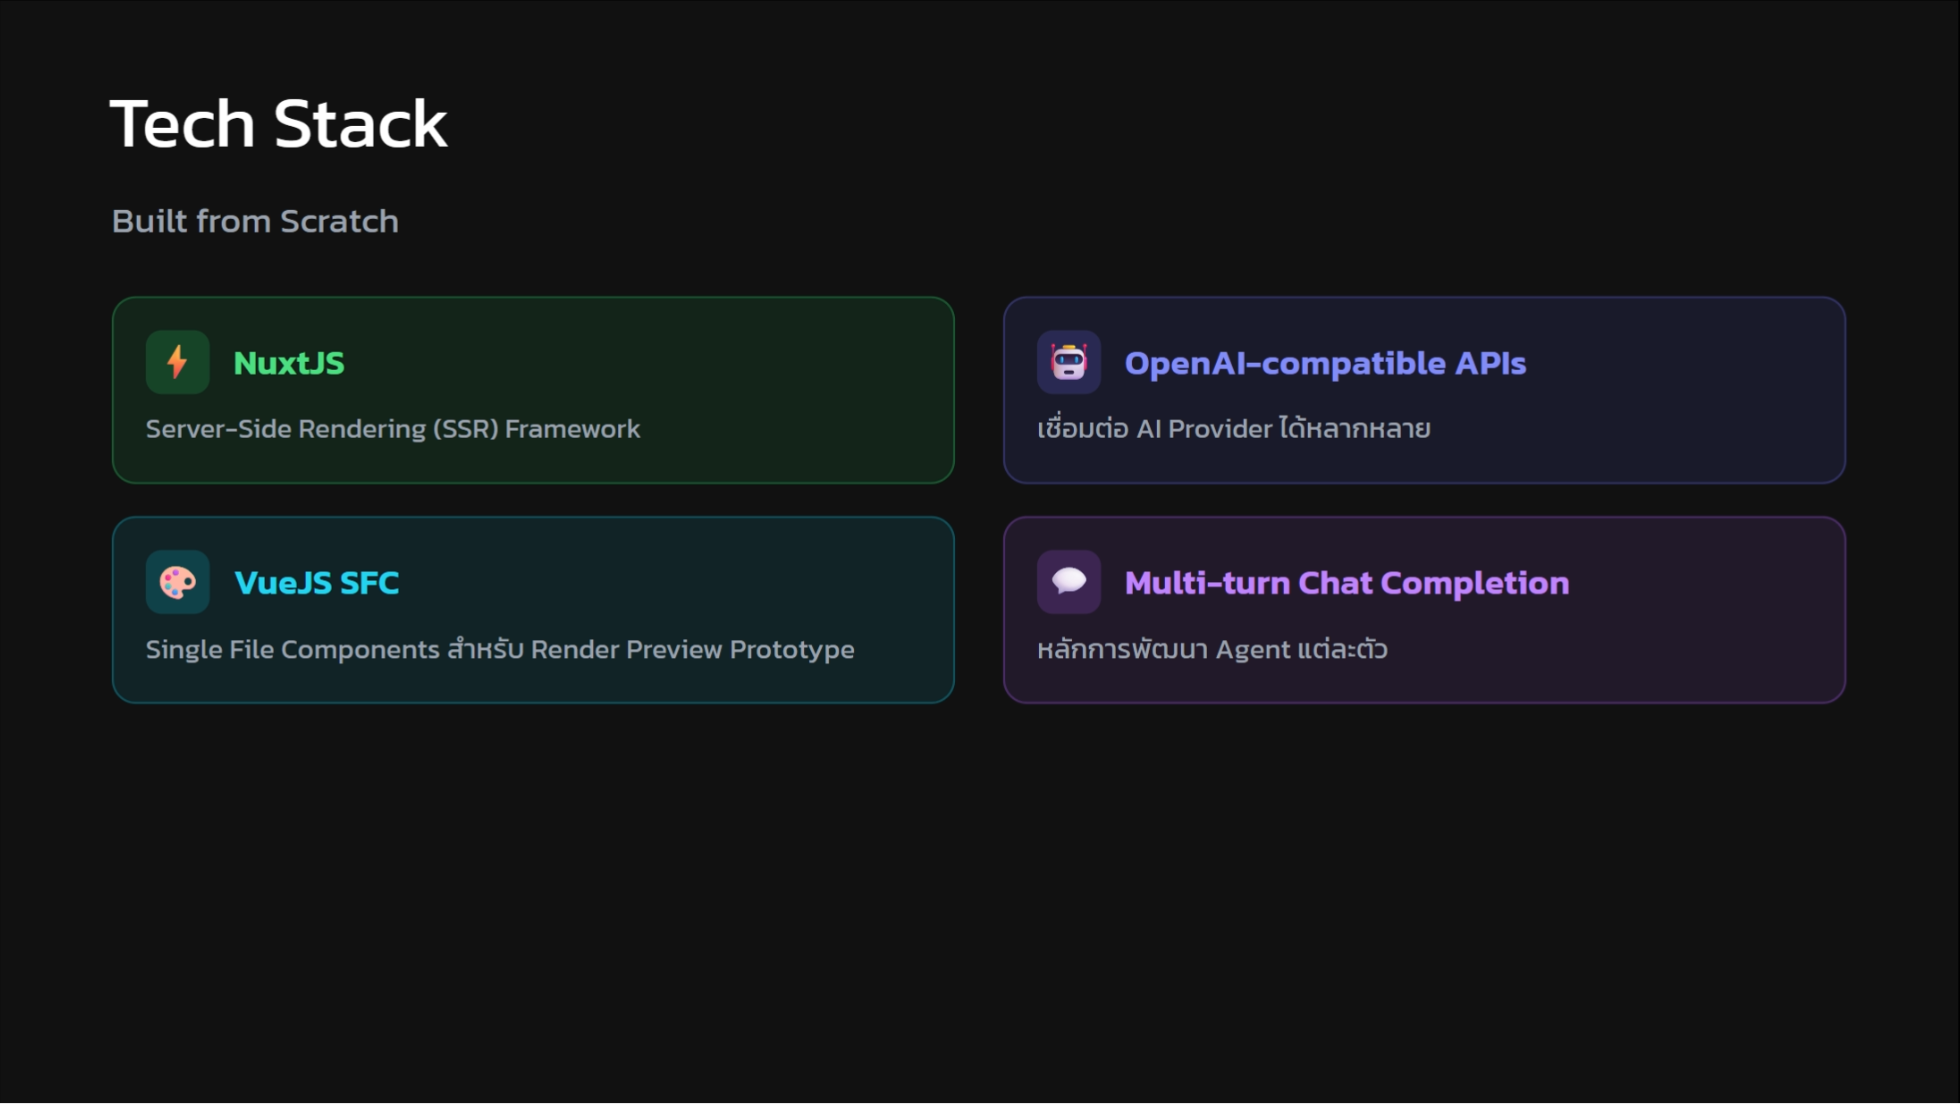 Tech Stack
Built from Scratch
NuxtJS
Server-Side Rendering (SSR) Framework
OpenAI-compatible APIs
เชื่อมต่อ AI Provider ได้หลากหลาย
VueJS SFC
Single File Components สำหรับ Render Preview Prototype
Multi-turn Chat Completion
หลักการพัฒนา Agent แต่ละตัว